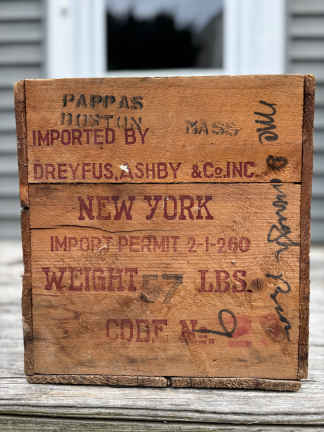 PAPPAS
BOSTON MASS
IMPORTED BY
DREYFUS, ASHBY & Co. INC.
NEW YORK
IMPORT PERMIT 2-1-260
WEIGHT 57 LBS.
CODE No. 9